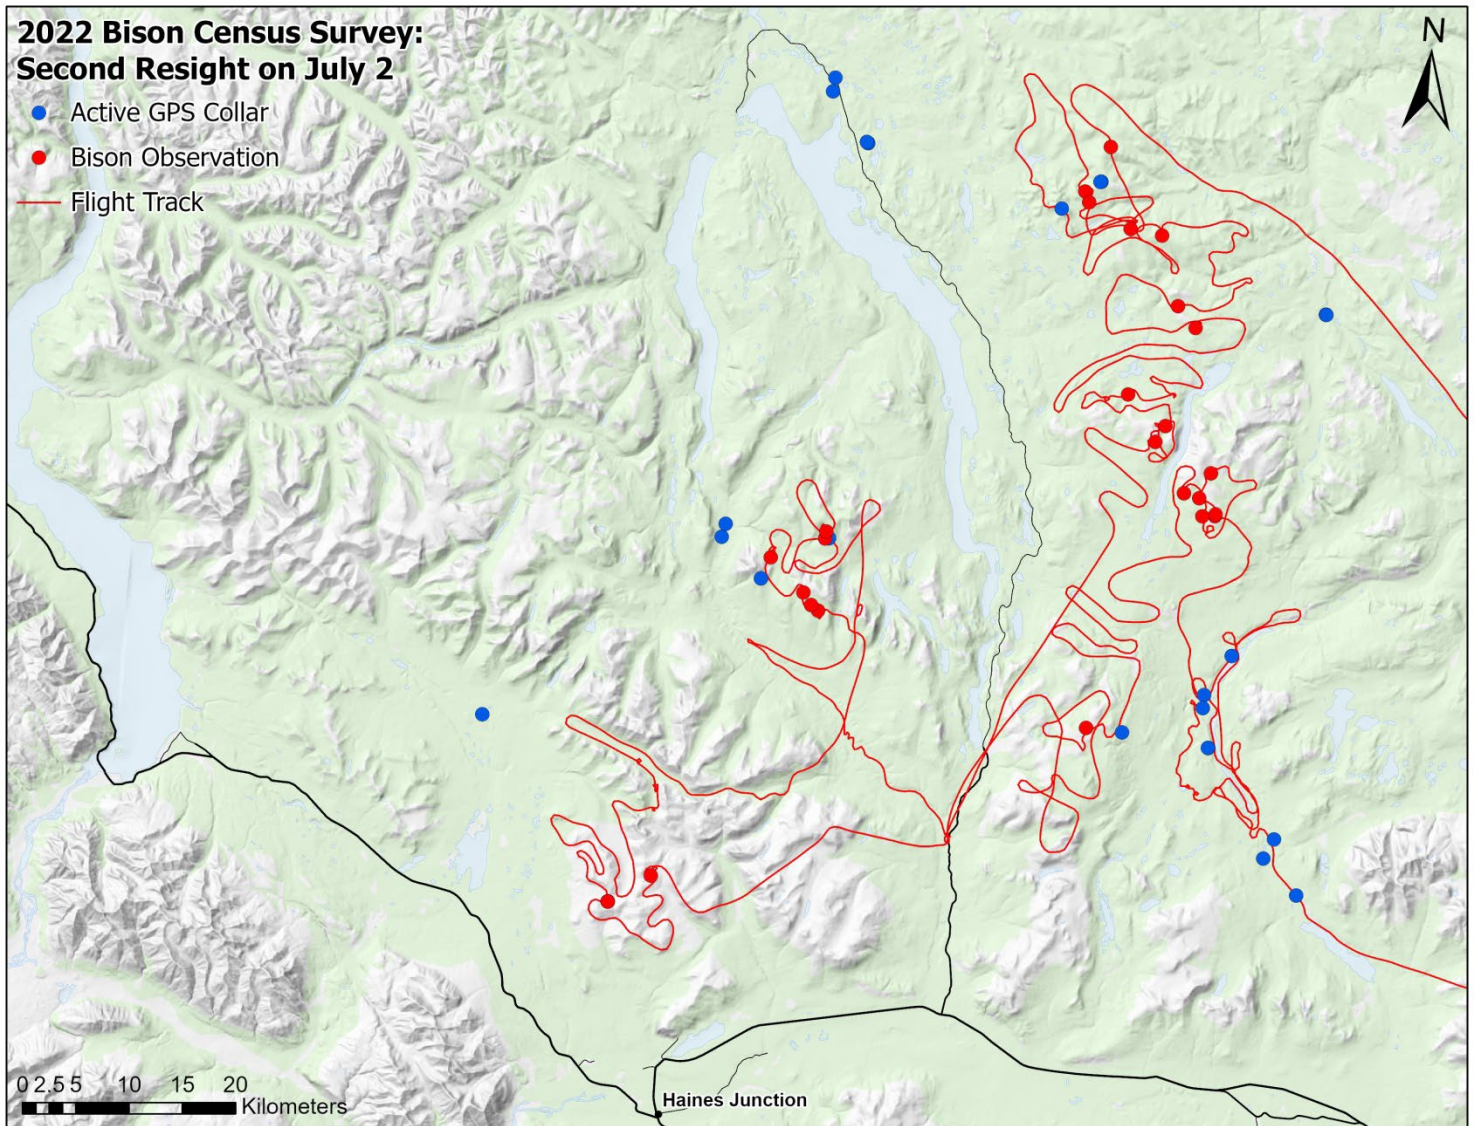 2022 Bison Census Survey:
Second Resight on July 2
Active GPS Collar
Bison Observation
Flight Track
N
0 2.5 5 10 15 20
Kilometers
Haines Junction